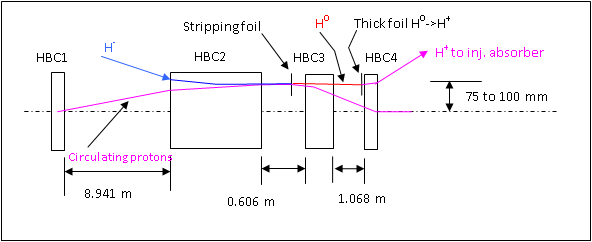 Stripping foil
H⁰
Thick foil H⁰->H⁺
HBC1
H⁻
HBC2
HBC3
HBC4
H⁺ to inj. absorber
75 to 100 mm
Circulating protons
8.941 m
0.606 m
1.068 m